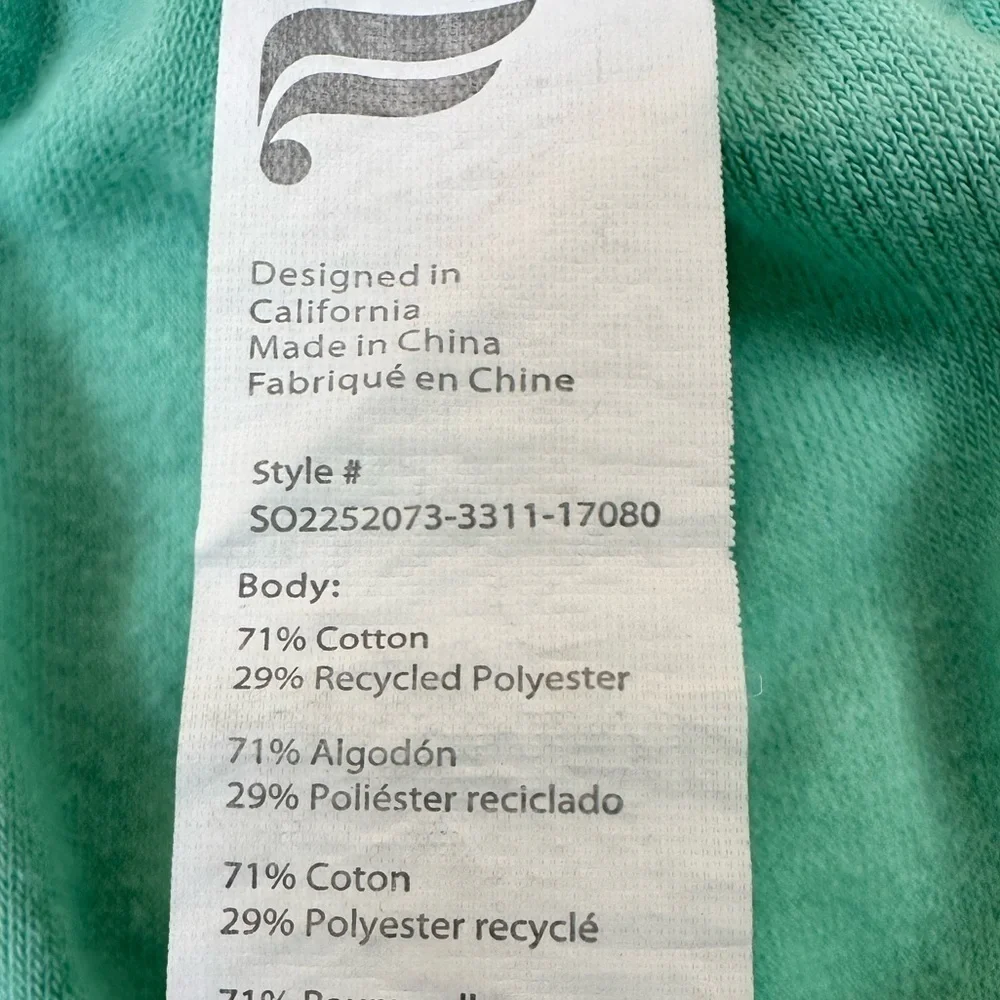 Designed in
California
Made in China
Fabriqué en Chine
Style #
SO2252073-3311-17080
Body:
71% Cotton
29% Recycled Polyester
71% Algodón
29% Poliéster reciclado
71% Coton
29% Polyester recyclé
71%